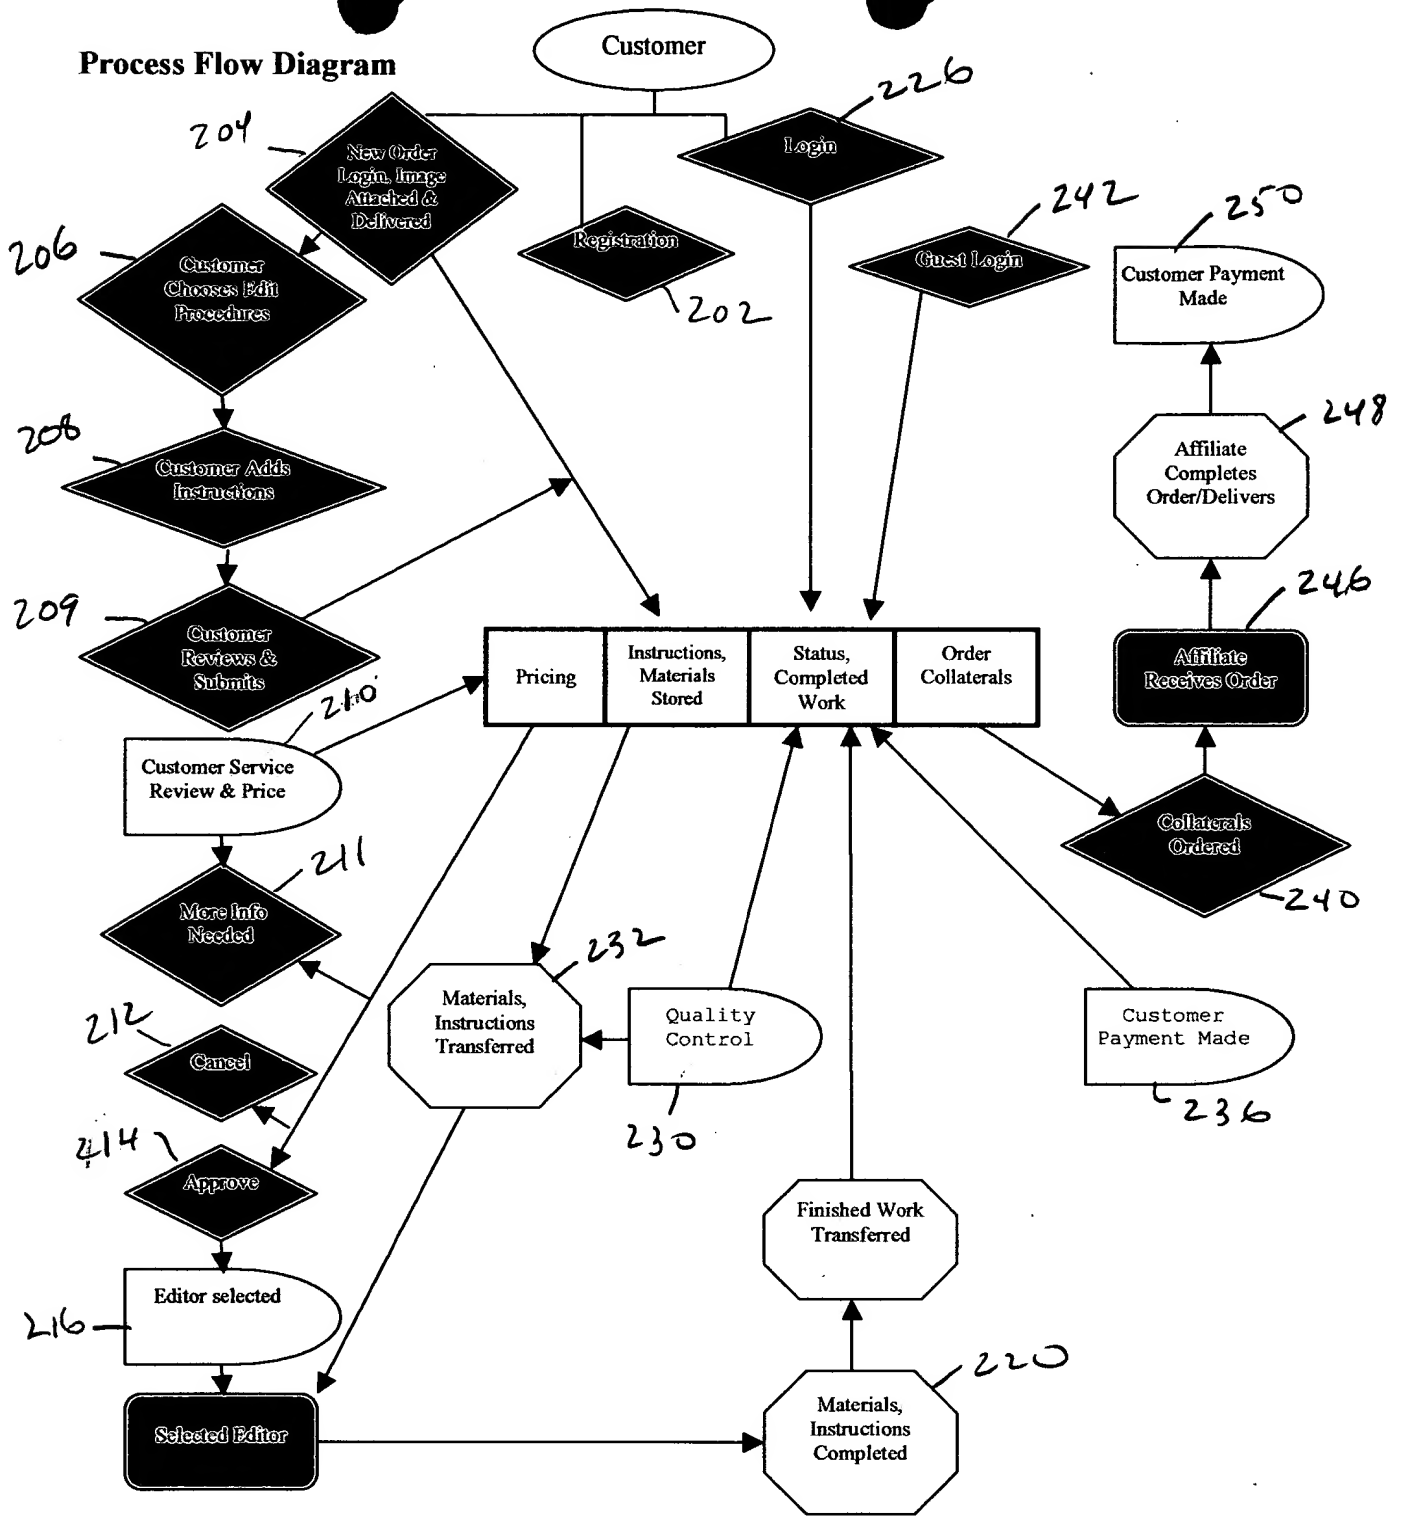 Process Flow Diagram
Customer
204
New Order
Login, Image
Attached &
Delivered
226
Login
Registration
202
242
Guest Login
250
Customer Payment
Made
206
Customer
Chooses Edit
Procedures
248
Affiliate
Completes
Order/Delivers
208
Customer Adds
Instructions
246
Affiliate
Receives Order
209
Customer
Reviews &
Submits
Pricing
Instructions,
Materials
Stored
Status,
Completed
Work
Order
Collaterals
210
Customer Service
Review & Price
Collaterals
Ordered
240
211
More Info
Needed
232
Materials,
Instructions
Transferred
Quality
Control
230
Customer
Payment Made
236
212
Cancel
214
Approve
Finished Work
Transferred
216
Editor selected
220
Materials,
Instructions
Completed
Selected Editor